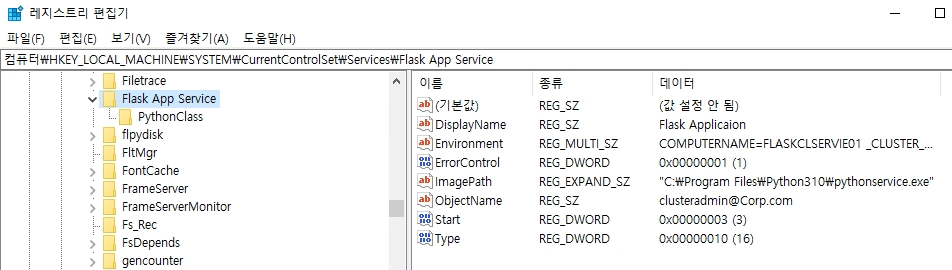 레지스트리 편집기
파일(F) 편집(E) 보기(V) 즐겨찾기(A) 도움말(H)
컴퓨터₩HKEY_LOCAL_MACHINE₩SYSTEM₩CurrentControlSet₩Services₩Flask App Service
Filetrace
Flask App Service
PythonClass
flpydisk
FltMgr
FontCache
FrameServer
FrameServerMonitor
Fs_Rec
FsDepends
gencounter
이름 종류 데이터
(기본값) REG_SZ (값 설정 안 됨)
DisplayName REG_SZ Flask Applicaion
Environment REG_MULTI_SZ COMPUTERNAME=FLASKCLSERVIE01 _CLUSTER_...
ErrorControl REG_DWORD 0x00000001 (1)
ImagePath REG_EXPAND_SZ "C:₩Program Files₩Python310₩pythonservice.exe"
ObjectName REG_SZ clusteradmin@Corp.com
Start REG_DWORD 0x00000003 (3)
Type REG_DWORD 0x00000010 (16)